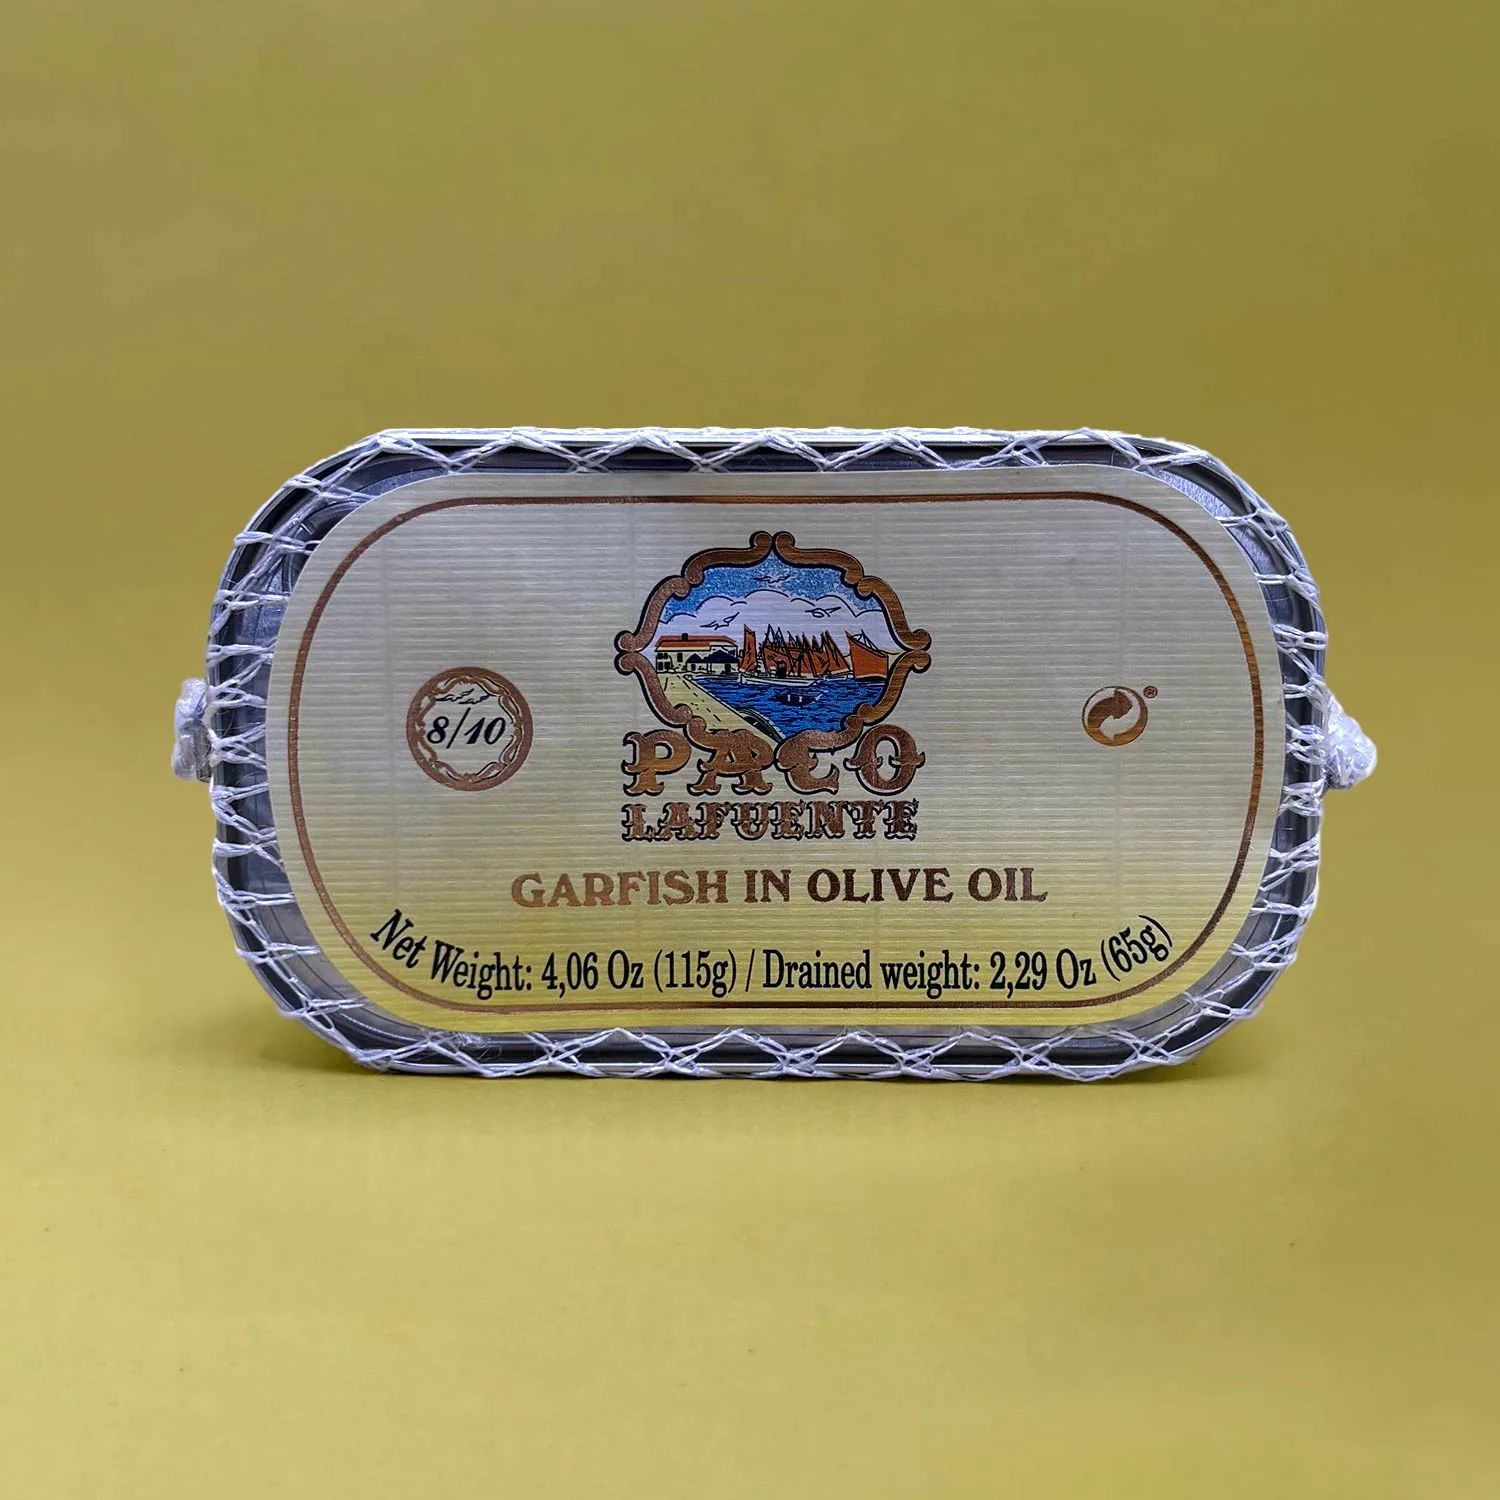 PACO
LAFUENTE
8/10
®
GARFISH IN OLIVE OIL
Net Weight: 4,06 Oz (115g) / Drained weight: 2,29 Oz (65g)